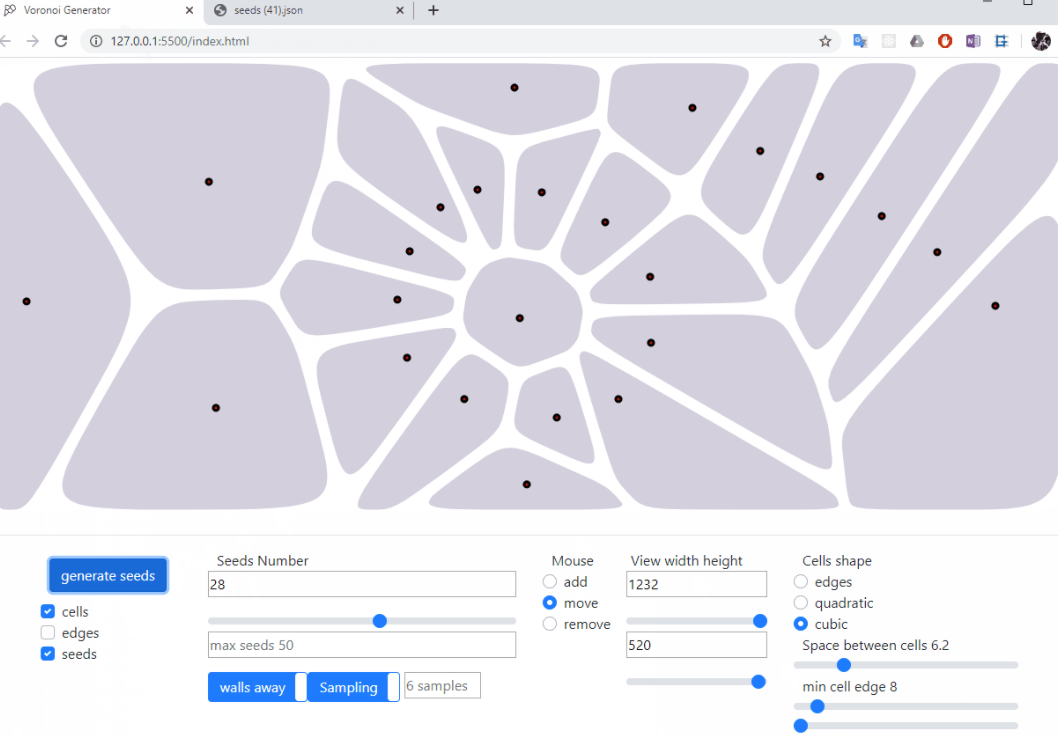 Voronoi Generator
seeds (41).json
127.0.0.1:5500/index.html
generate seeds
cells
edges
seeds
Seeds Number
28
max seeds 50
walls away
Sampling
6 samples
Mouse
add
move
remove
View width height
1232
520
Cells shape
edges
quadratic
cubic
Space between cells 6.2
min cell edge 8